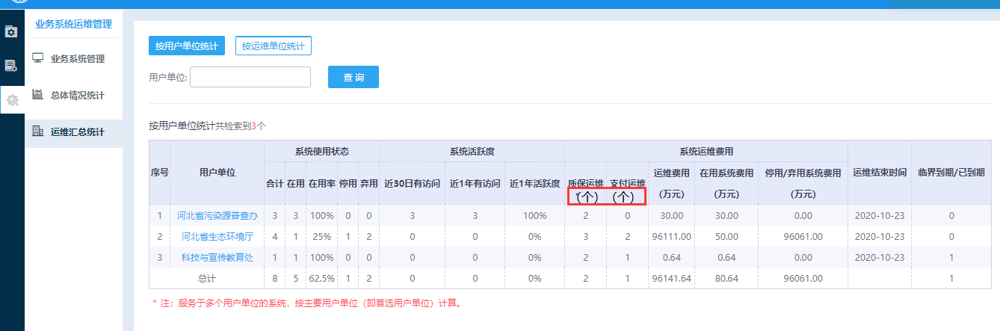 业务系统运维管理
业务系统管理
总体情况统计
运维汇总统计
按用户单位统计 按运维单位统计
用户单位: 查 询
按用户单位统计共检索到3个
序号 用户单位 系统使用状态 系统活跃度 系统运维费用 运维结束时间 临界到期/已到期
合计 在用 在用率 停用 弃用 近30日有访问 近1年有访问 近1年活跃度 质保运维 (个) 支付运维 (个) 运维费用 (万元) 在用系统费用 (万元) 停用/弃用系统费用 (万元)
1 河北省污染源普查办 3 3 100% 0 0 3 3 100% 2 0 30.00 30.00 0.00 2020-10-23 0
2 河北省生态环境厅 4 1 25% 1 2 0 0 0% 3 2 96111.00 50.00 96061.00 2020-10-23 0
3 科技与宣传教育处 1 1 100% 0 0 0 0 0% 2 1 0.64 0.64 0.00 2020-10-23 1
总计 8 5 62.5% 1 2 0 0 0% 2 1 96141.64 80.64 96061.00 1
* 注：服务于多个用户单位的系统，按主要用户单位（即首选用户单位）计算。